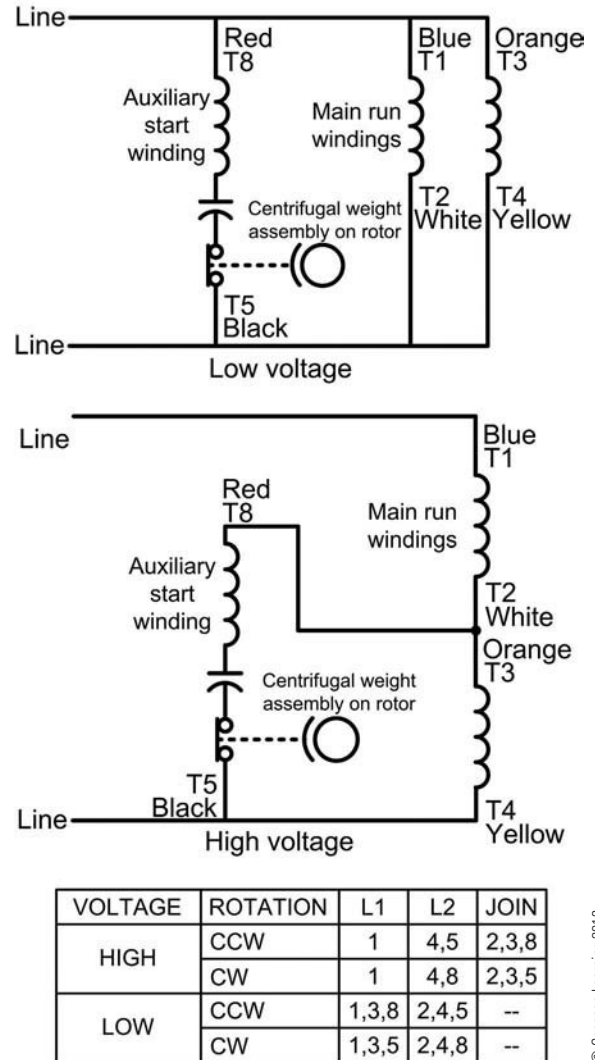 Line
Red
T8
Blue
T1
Orange
T3
Auxiliary
start
winding
Main run
windings
Centrifugal weight
assembly on rotor
T2
White
T4
Yellow
T5
Black
Line
Low voltage
Line
Blue
T1
Red
T8
Main run
windings
Auxiliary
start
winding
T2
White
Orange
T3
Centrifugal weight
assembly on rotor
T5
Black
Line
T4
Yellow
High voltage
VOLTAGE ROTATION L1 L2 JOIN
HIGH
CCW 1 4,5 2,3,8
CW 1 4,8 2,3,5
LOW
CCW 1,3,8 2,4,5 --
CW 1,3,5 2,4,8 --